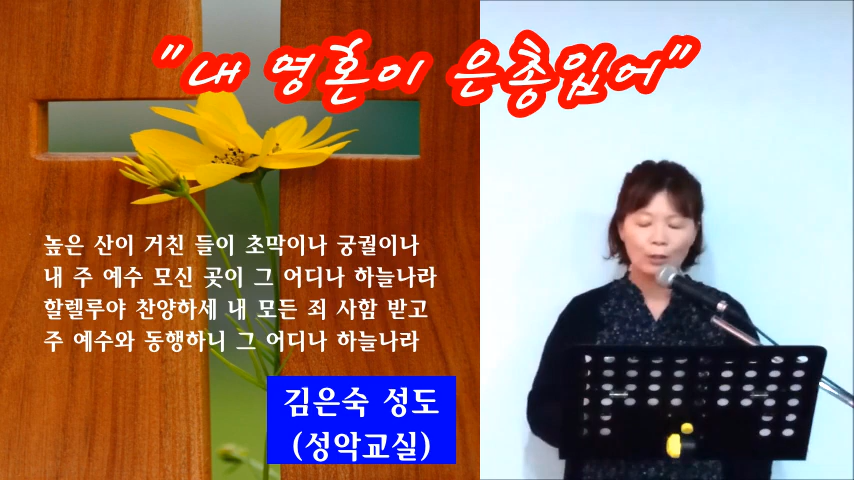 "내 영혼이 은총입어"
높은 산이 거친 들이 초막이나 궁궐이나
내 주 예수 모신 곳이 그 어디나 하늘나라
할렐루야 찬양하세 내 모든 죄 사함 받고
주 예수와 동행하니 그 어디나 하늘나라
김은숙 성도
(성악교실)